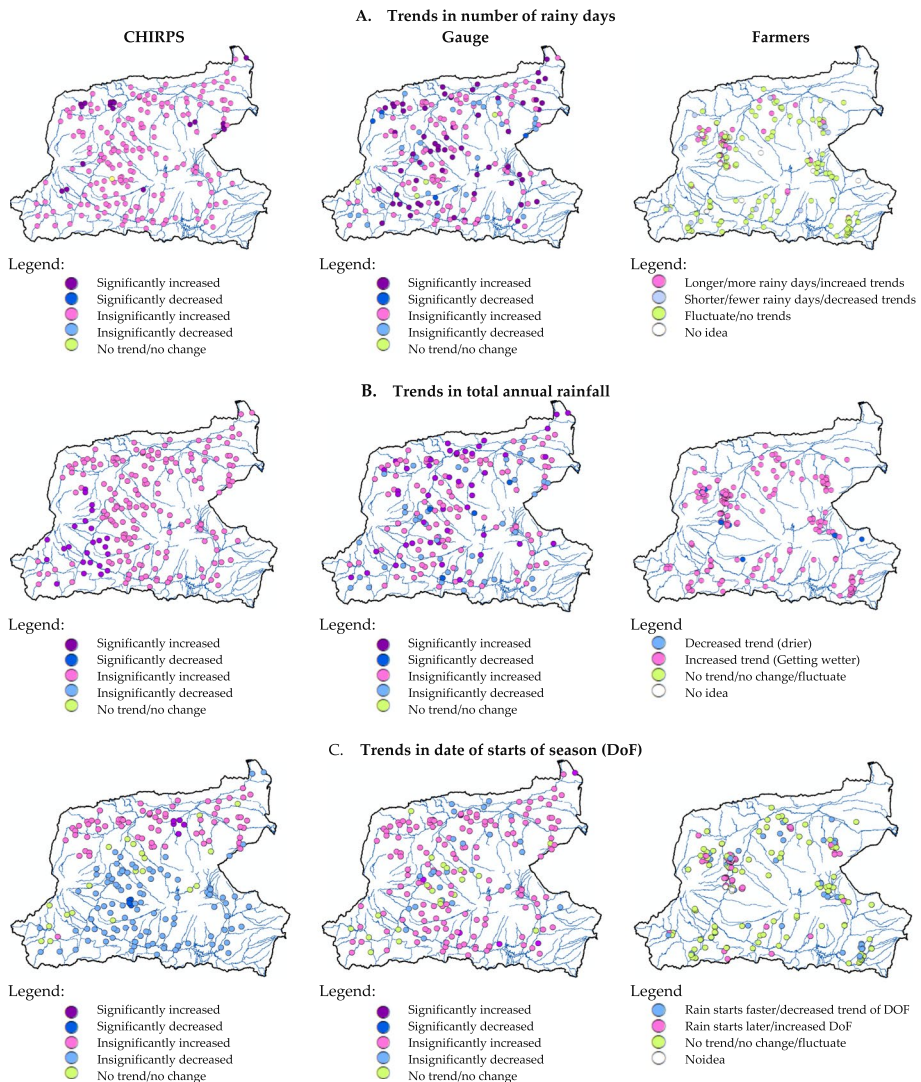 A. Trends in number of rainy days
CHIRPS Gauge Farmers
Legend: Legend: Legend:
Significantly increased Significantly increased Longer/more rainy days/increaed trends
Significantly decreased Significantly decreased Shorter/fewer rainy days/decreased trends
Insignificantly increased Insignificantly increased Fluctuate/no trends
Insignificantly decreased Insignificantly decreased No idea
No trend/no change No trend/no change
B. Trends in total annual rainfall
Legend: Legend: Legend
Significantly increased Significantly increased Decreased trend (drier)
Significantly decreased Significantly decreased Increased trend (Getting wetter)
Insignificantly increased Insignificantly increased No trend/no change/fluctuate
Insignificantly decreased Insignificantly decreased No idea
No trend/no change No trend/no change
C. Trends in date of starts of season (DoF)
Legend: Legend: Legend
Significantly increased Significantly increased Rain starts faster/decreased trend of DOF
Significantly decreased Significantly decreased Rain starts later/increased DoF
Insignificantly increased Insignificantly increased No trend/no change/fluctuate
Insignificantly decreased Insignificantly decreased Noidea
No trend/no change No trend/no change